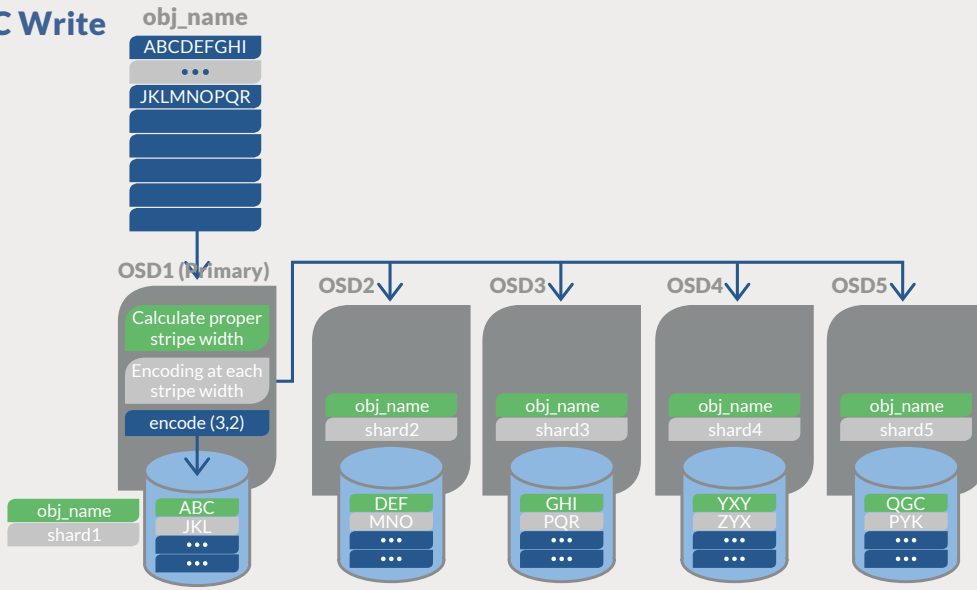 C Write
obj_name
ABCDEFGHI
•••
JKLMNOPQR
OSD1 (Primary)
Calculate proper
stripe width
Encoding at each
stripe width
encode (3,2)
obj_name
shard1
ABC
JKL
•••
•••
OSD2
obj_name
shard2
DEF
MNO
•••
•••
OSD3
obj_name
shard3
GHI
PQR
•••
•••
OSD4
obj_name
shard4
YXY
ZYX
•••
•••
OSD5
obj_name
shard5
QGC
PYK
•••
•••